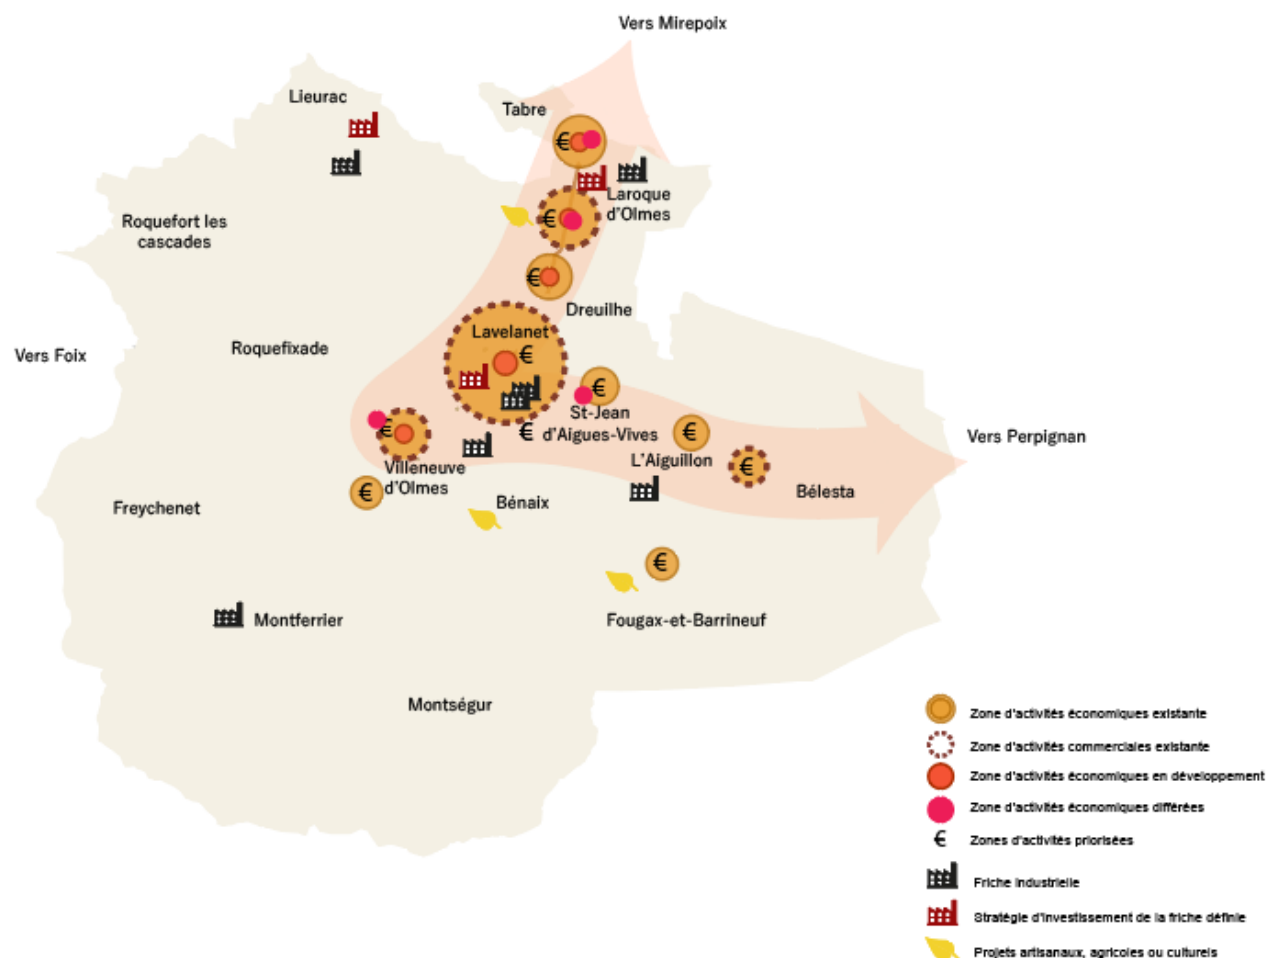 Vers Mirepoix
Lieurac
Tabre
Laroque
d'Olmes
Roquefort les
cascades
Dreuilhe
Lavelanet
Roquefixade
Vers Foix
St-Jean
d'Aigues-Vives
Vers Perpignan
L'Aiguillon
Villeneuve
d'Olmes
Bélesta
Bénaix
Freychenet
Montferrier
Fougax-et-Barrineuf
Montségur
€
€
€
€
€
€
€
€
€
€
€
Zone d'activités économiques existante
Zone d'activités commerciales existante
Zone d'activités économiques en développement
Zone d'activités économiques différées
€ Zones d'activités priorisées
Friche industrielle
Stratégie d'investissement de la friche définie
Projets artisanaux, agricoles ou culturels